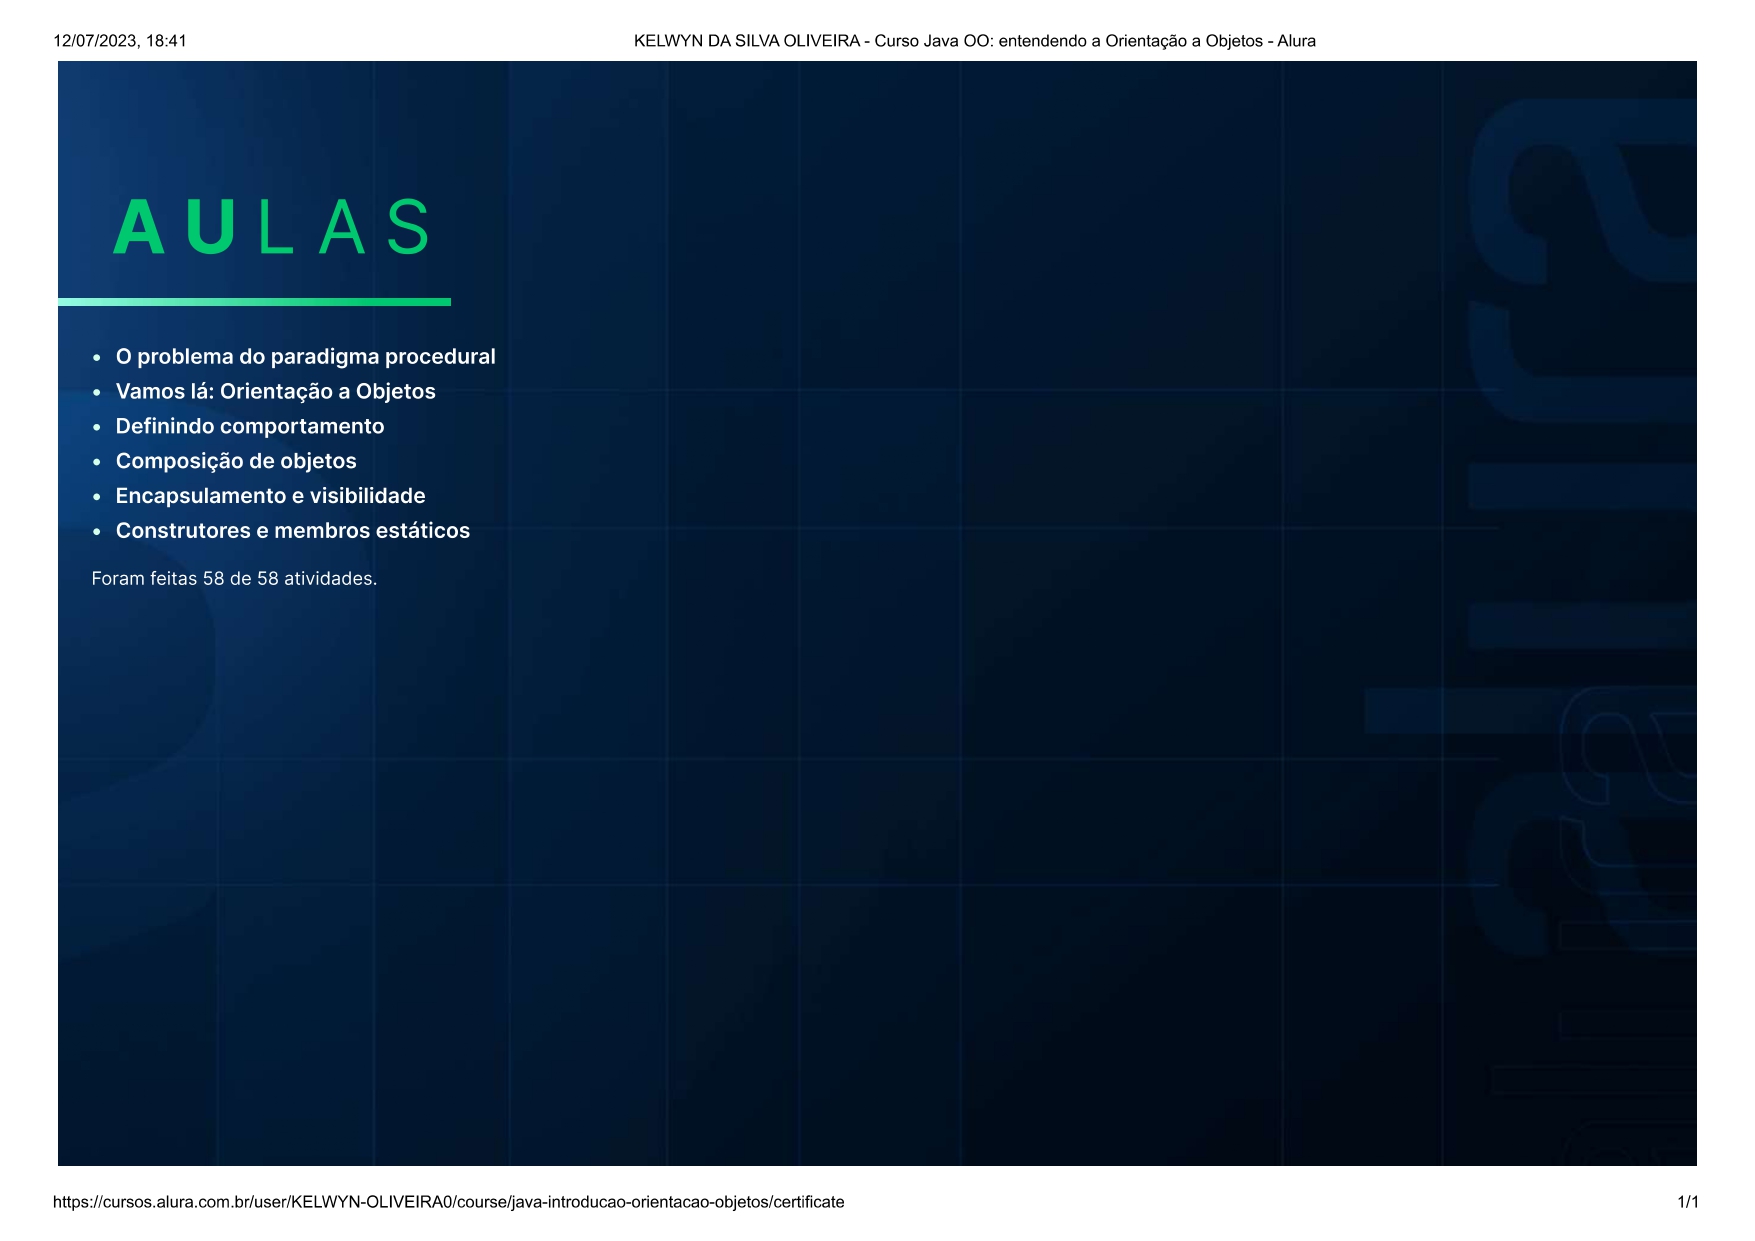 12/07/2023, 18:41
KELWYN DA SILVA OLIVEIRA - Curso Java OO: entendendo a Orientação a Objetos - Alura
AULAS
• O problema do paradigma procedural
• Vamos lá: Orientação a Objetos
• Definindo comportamento
• Composição de objetos
• Encapsulamento e visibilidade
• Construtores e membros estáticos
Foram feitas 58 de 58 atividades.
alura
https://cursos.alura.com.br/user/KELWYN-OLIVEIRA0/course/java-introducao-orientacao-objetos/certificate
1/1